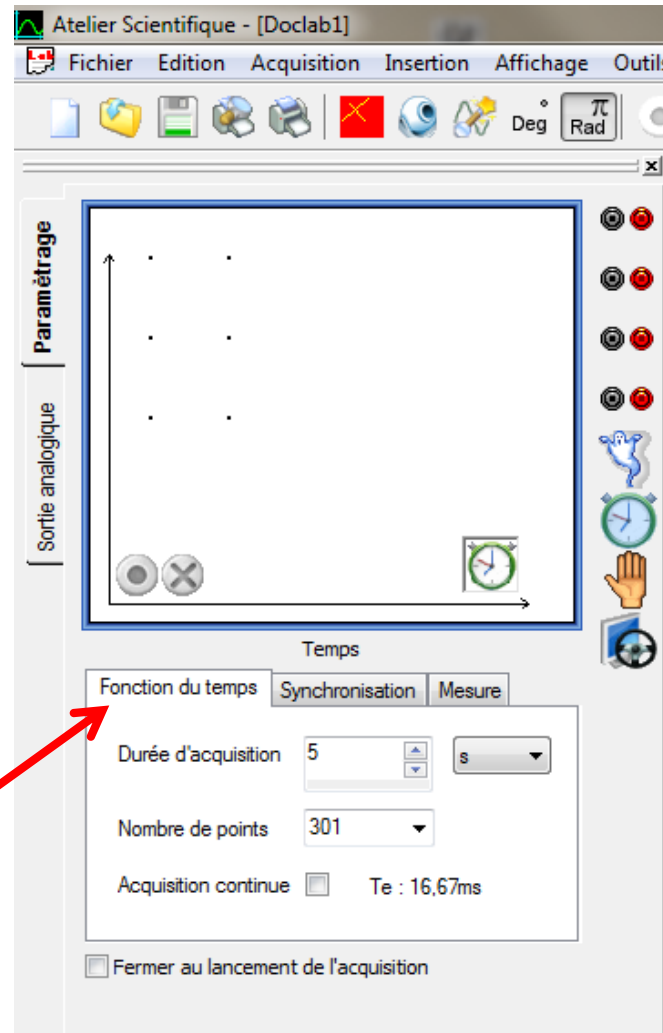 Atelier Scientifique - [Doclab1]
Fichier Edition Acquisition Insertion Affichage Outils
Deg Rad π
Paramètrage
Sortie analogique
Temps
Fonction du temps Synchronisation Mesure
Durée d'acquisition 5 s
Nombre de points 301
Acquisition continue Te : 16,67ms
Fermer au lancement de l'acquisition